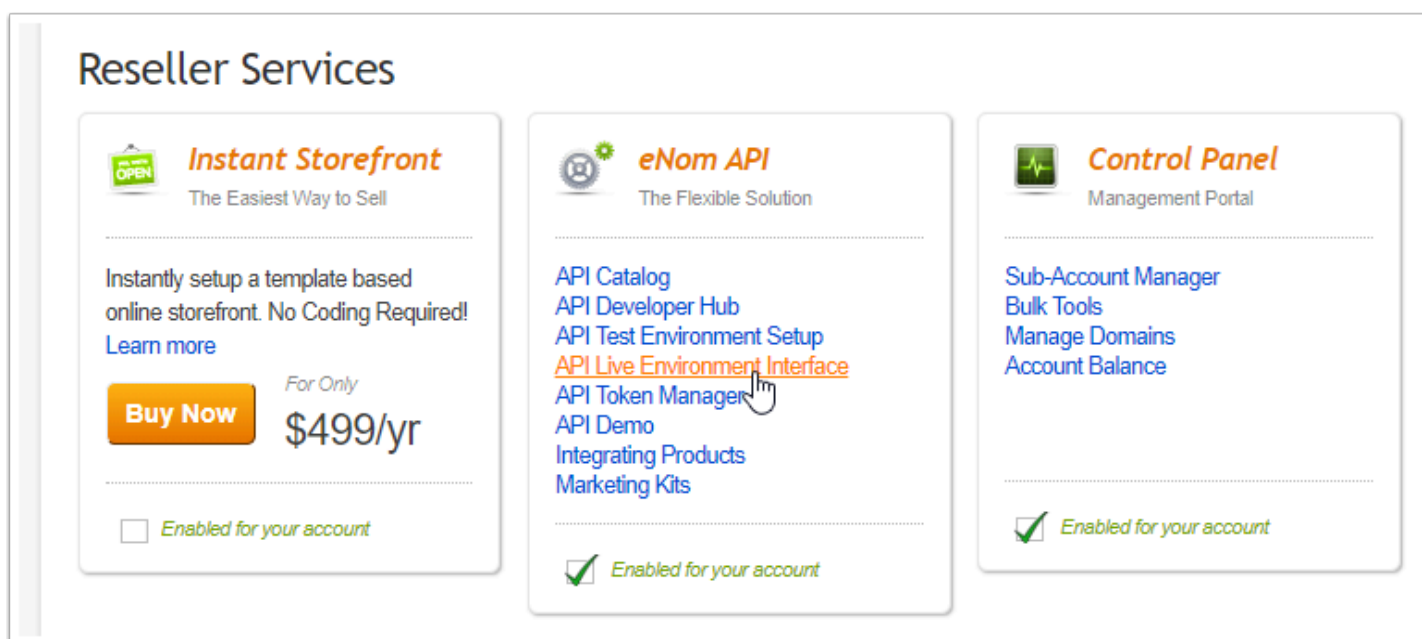 Reseller Services
OPEN
Instant Storefront
The Easiest Way to Sell
Instantly setup a template based
online storefront. No Coding Required!
Learn more
Buy Now
For Only
$499/yr
Enabled for your account
eNom API
The Flexible Solution
API Catalog
API Developer Hub
API Test Environment Setup
API Live Environment Interface
API Token Manager
API Demo
Integrating Products
Marketing Kits
Enabled for your account
Control Panel
Management Portal
Sub-Account Manager
Bulk Tools
Manage Domains
Account Balance
Enabled for your account